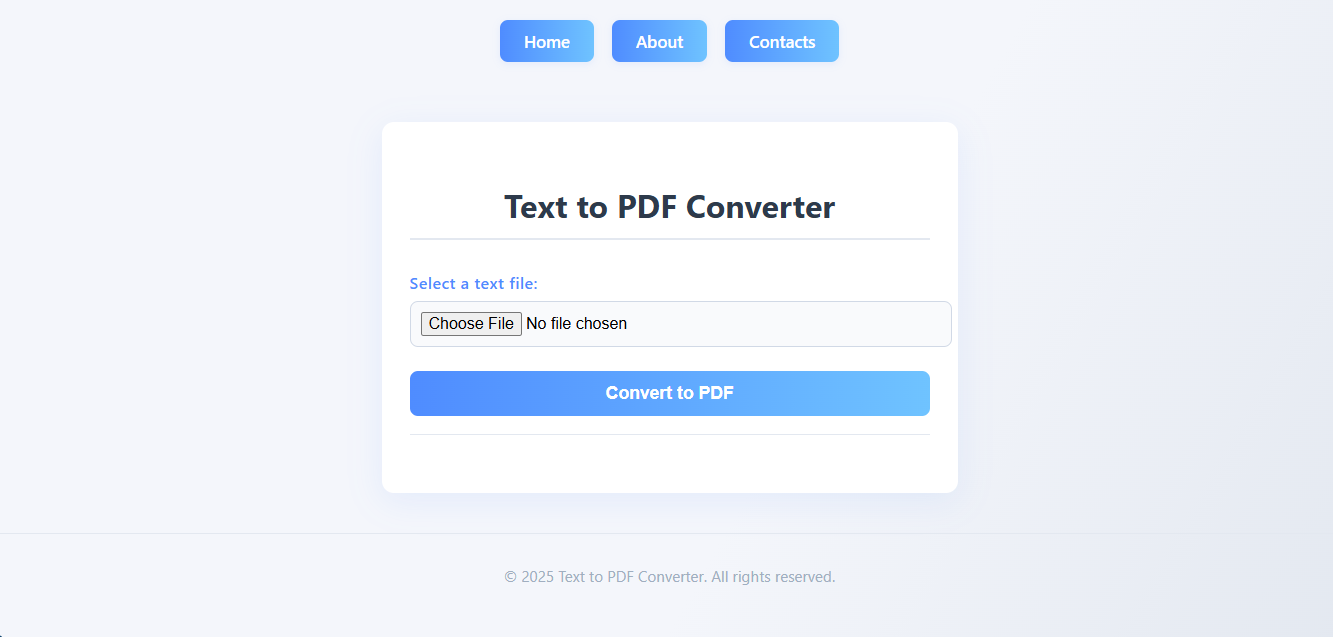 Home About Contacts
Text to PDF Converter
Select a text file:
Choose File No file chosen
Convert to PDF
© 2025 Text to PDF Converter. All rights reserved.